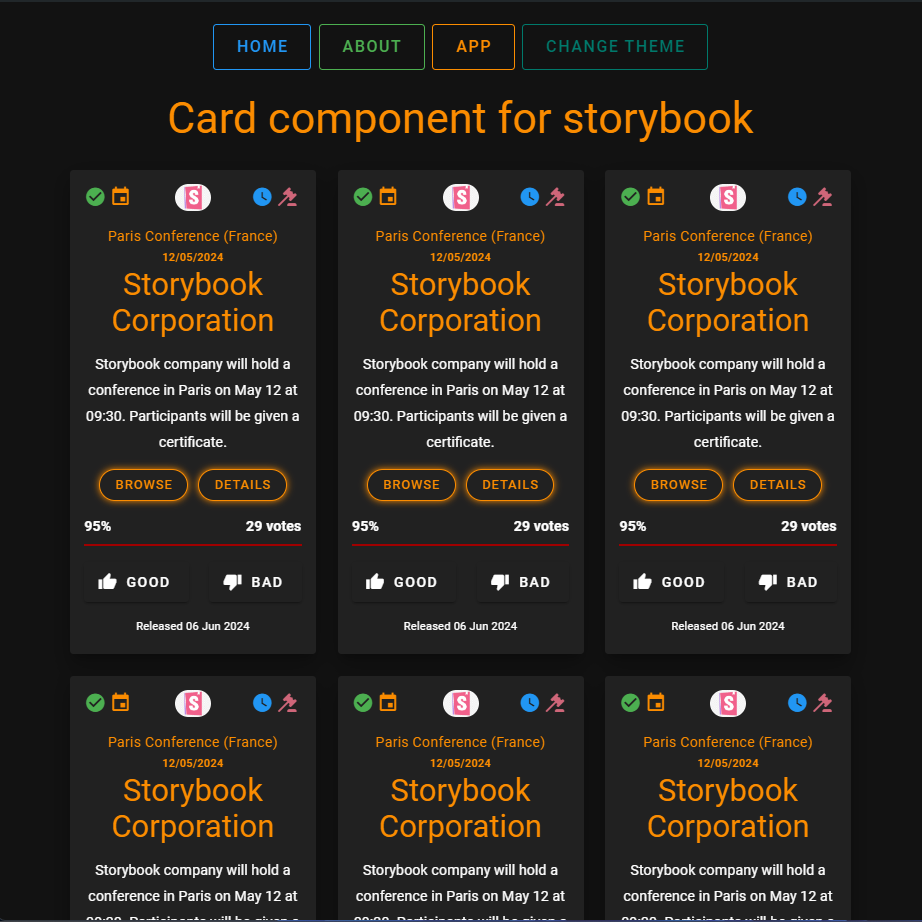 HOME ABOUT APP CHANGE THEME
Card component for storybook
S
Paris Conference (France)
12/05/2024
Storybook
Corporation
Storybook company will hold a
conference in Paris on May 12 at
09:30. Participants will be given a
certificate.
BROWSE DETAILS
95% 29 votes
GOOD BAD
Released 06 Jun 2024
S
Paris Conference (France)
12/05/2024
Storybook
Corporation
Storybook company will hold a
conference in Paris on May 12 at
09:30. Participants will be given a
certificate.
BROWSE DETAILS
95% 29 votes
GOOD BAD
Released 06 Jun 2024
S
Paris Conference (France)
12/05/2024
Storybook
Corporation
Storybook company will hold a
conference in Paris on May 12 at
09:30. Participants will be given a
certificate.
BROWSE DETAILS
95% 29 votes
GOOD BAD
Released 06 Jun 2024
S
Paris Conference (France)
12/05/2024
Storybook
Corporation
Storybook company will hold a
conference in Paris on May 12 at
S
Paris Conference (France)
12/05/2024
Storybook
Corporation
Storybook company will hold a
conference in Paris on May 12 at
S
Paris Conference (France)
12/05/2024
Storybook
Corporation
Storybook company will hold a
conference in Paris on May 12 at